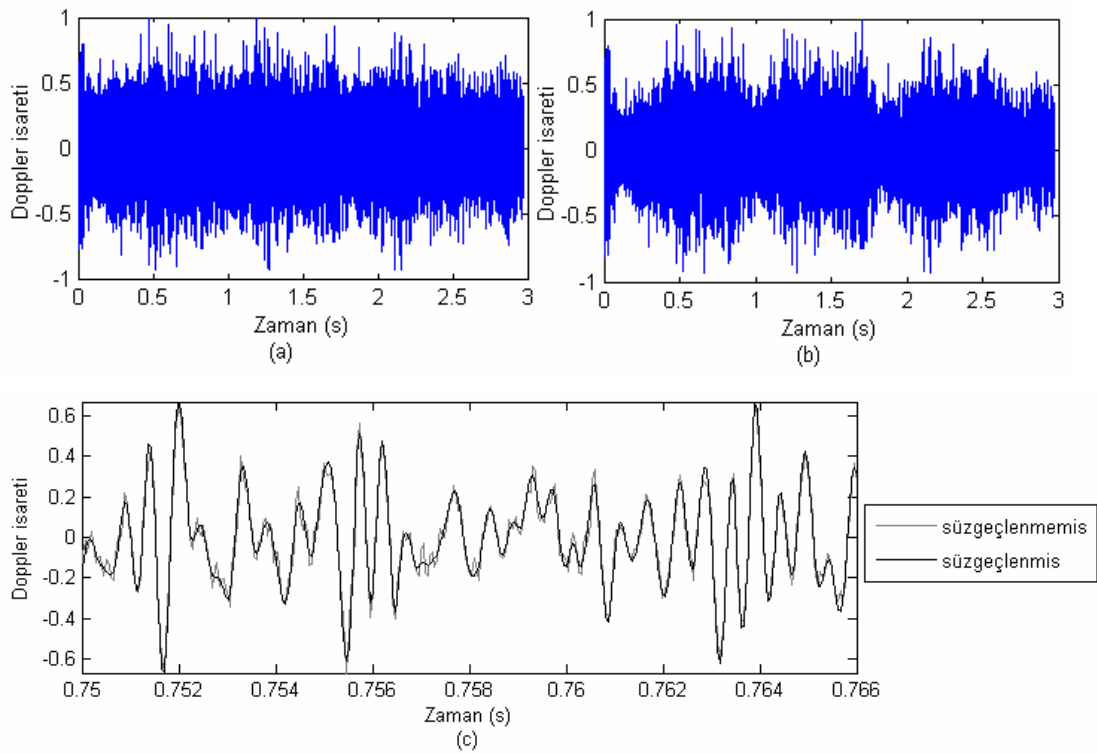 1
0.5
0
-0.5
-1
Doppler isareti
0 0.5 1 1.5 2 2.5 3
Zaman (s)
(a)
1
0.5
0
-0.5
-1
Doppler isareti
0 0.5 1 1.5 2 2.5 3
Zaman (s)
(b)
0.6
0.4
0.2
0
-0.2
-0.4
-0.6
Doppler isareti
0.75 0.752 0.754 0.756 0.758 0.76 0.762 0.764 0.766
Zaman (s)
(c)
süzgeçlenmemis
süzgeçlenmis